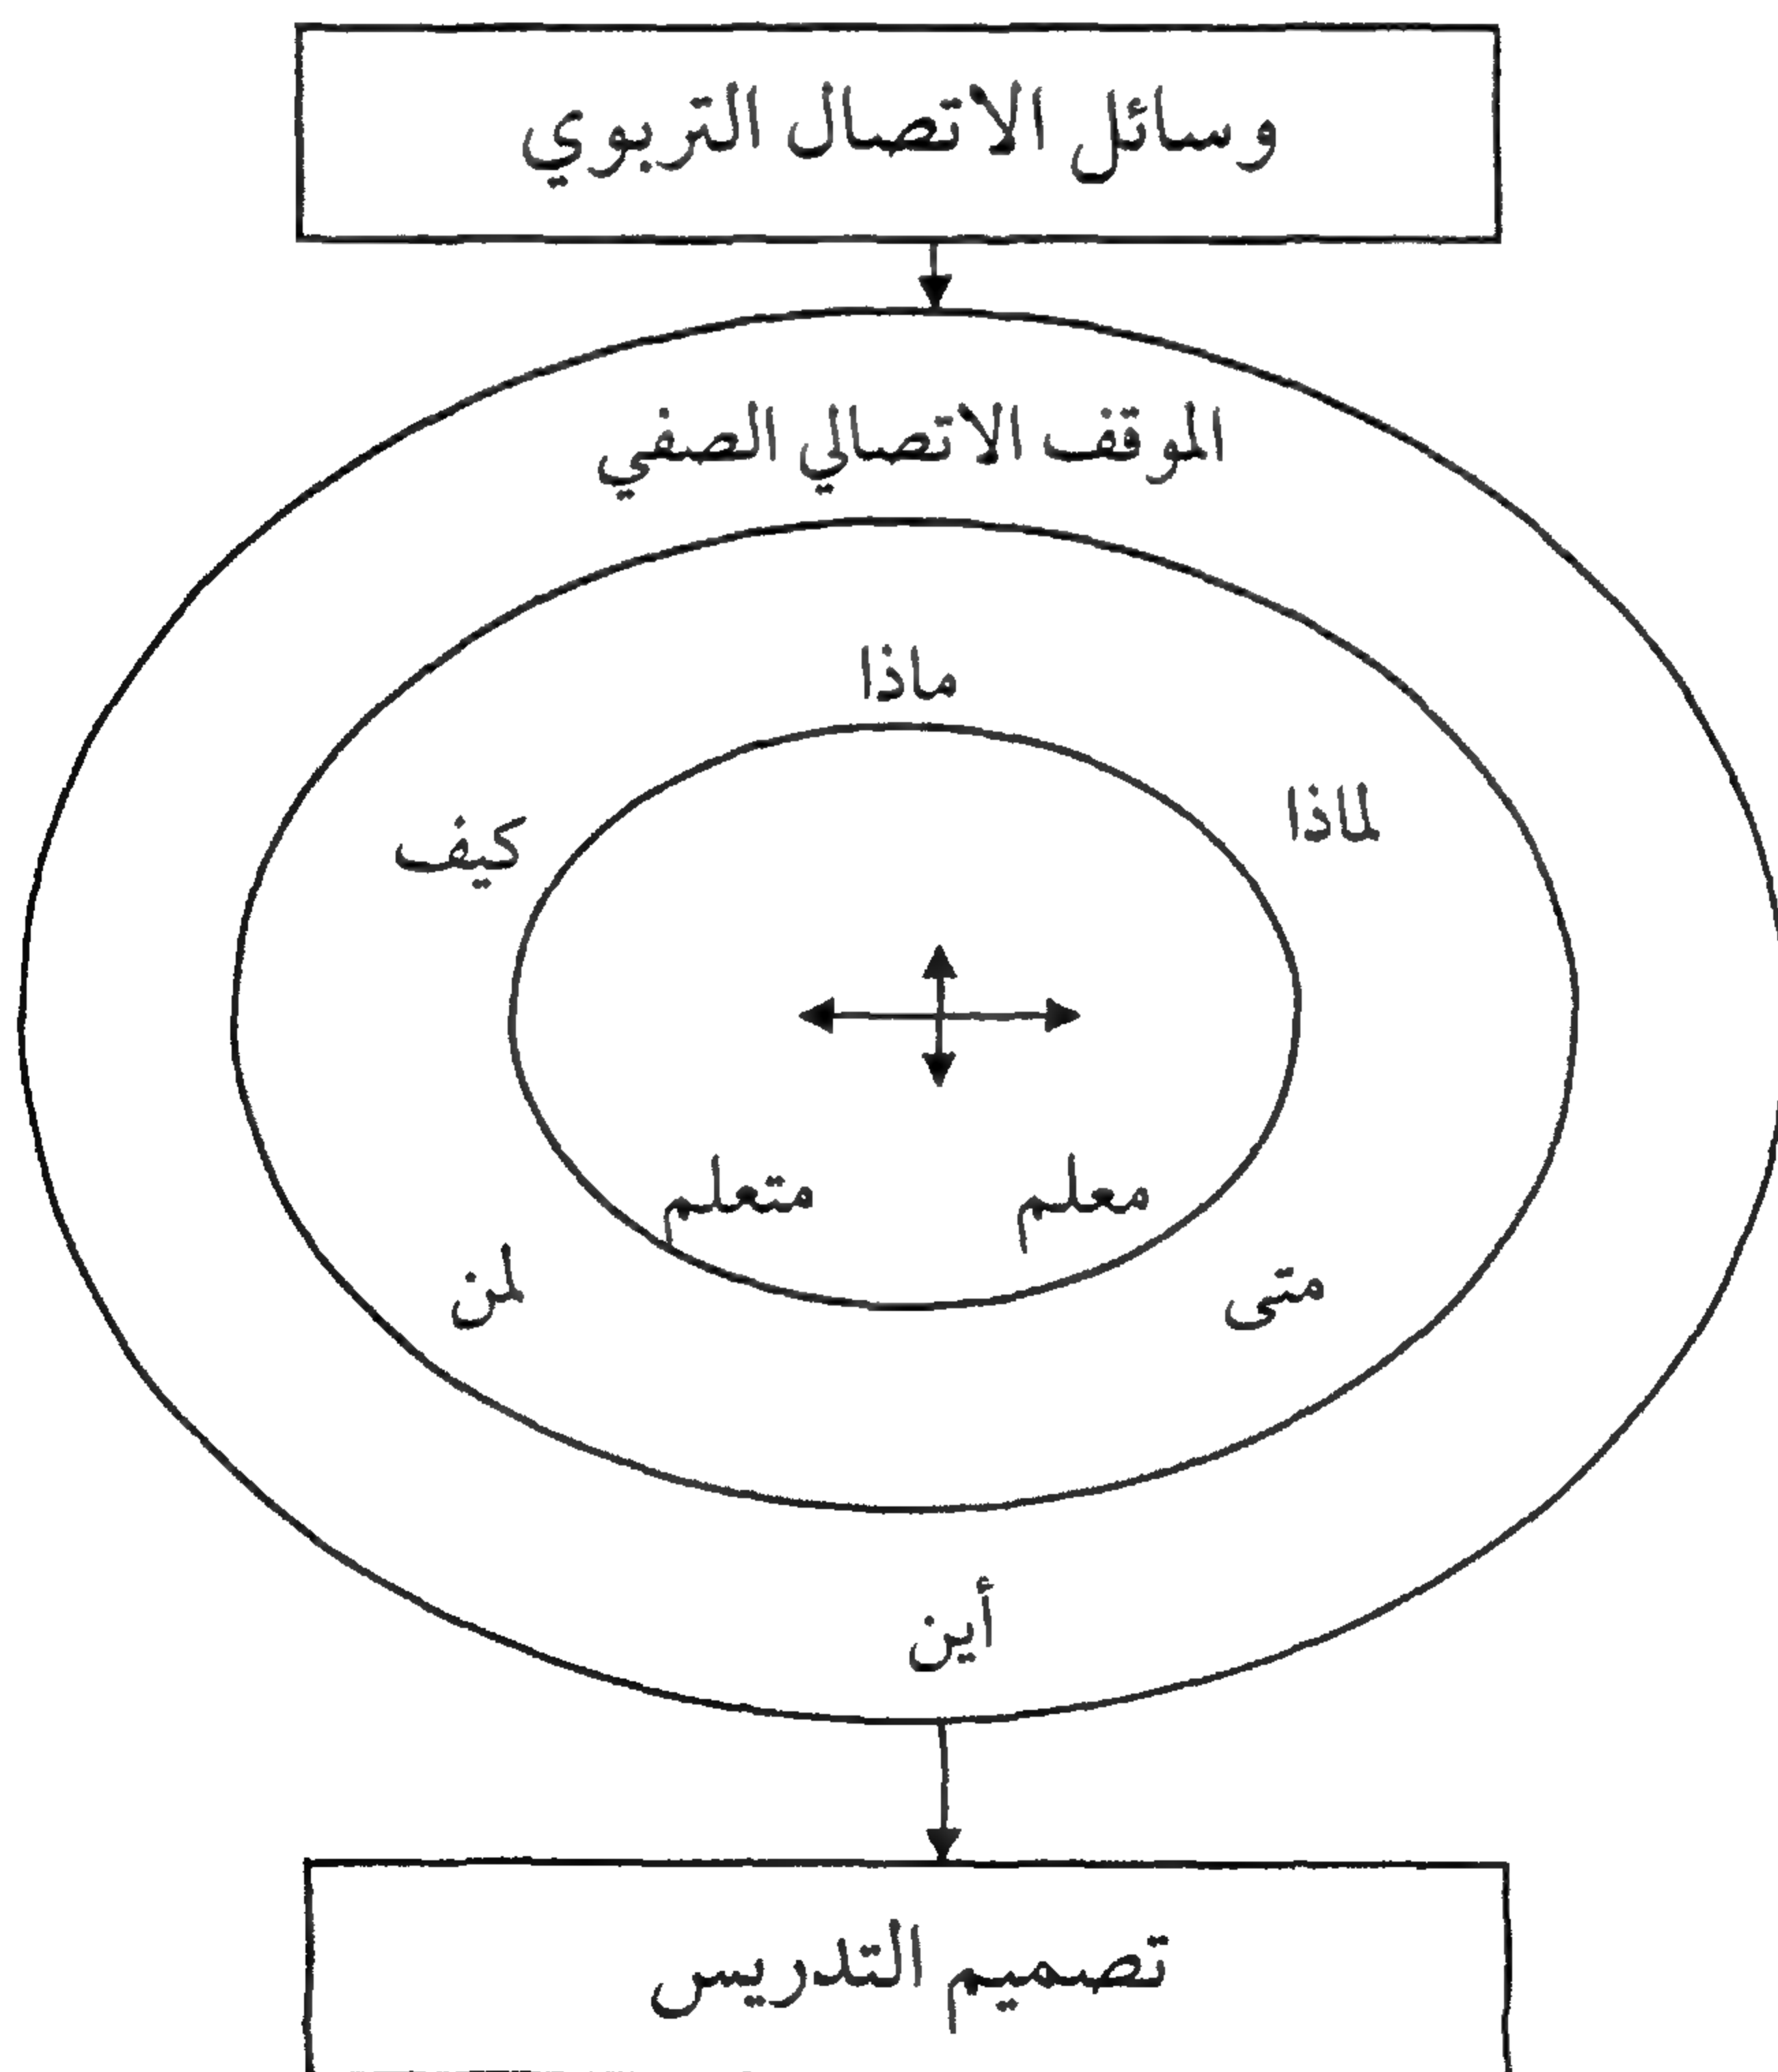 وسائل الاتصال التربوي
الموقف الاتصالي الصفي
ماذا
لماذا
كيف
معلم متعلم
متى
لمن
أين
تصميم التدريس